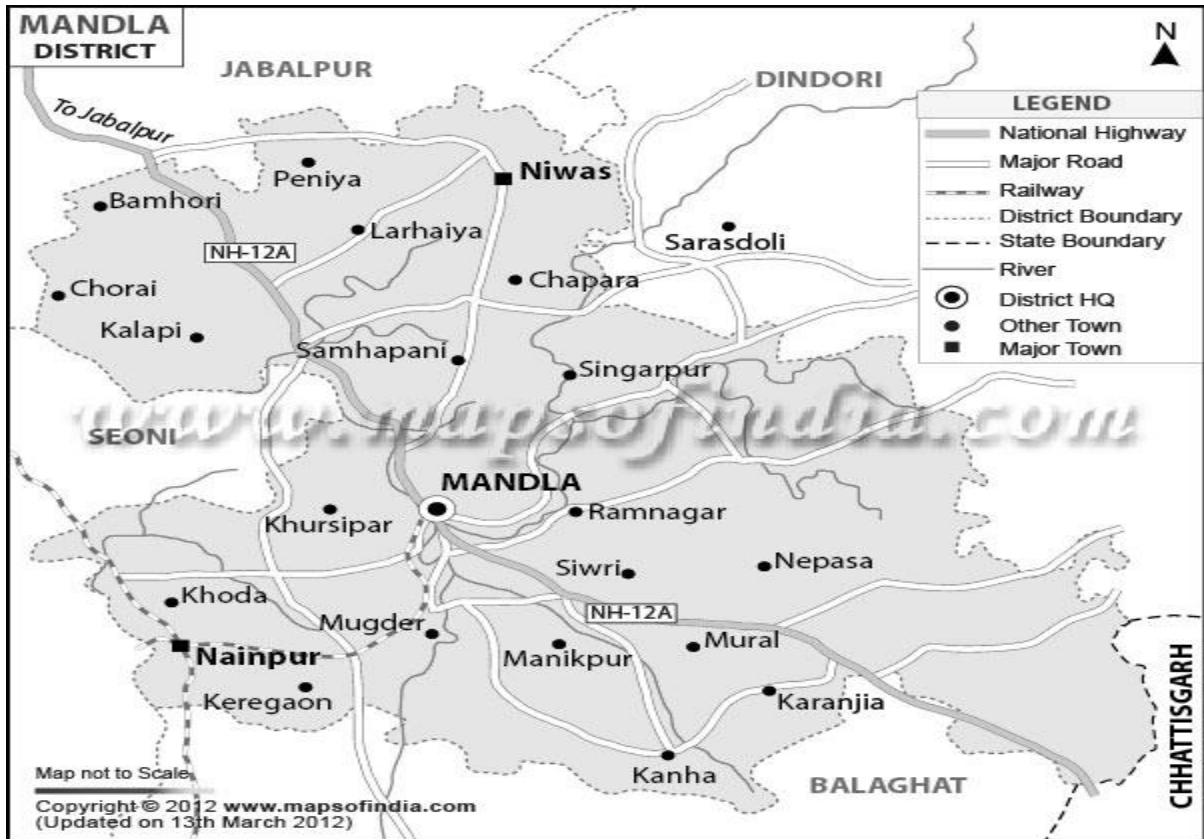 MANDLA
DISTRICT
N
JABALPUR
DINDORI
LEGEND
National Highway
Major Road
Railway
District Boundary
State Boundary
River
District HQ
Other Town
Major Town
To Jabalpur
Peniya
Niwas
Bamhori
Larhaiya
Sarasdoli
NH-12A
Chapara
Chorai
Kalapi
Samhapani
Singarpur
www.mapsofindia.com
SEONI
MANDLA
Khursipar
Ramnagar
Siwri
Nepasa
Khoda
NH-12A
Mugder
Manikpur
Mural
Nainpur
Keregaon
Karanjia
CHHATTISGARH
Kanha
BALAGHAT
Map not to Scale
Copyright © 2012 www.mapsofindia.com
(Updated on 13th March 2012)